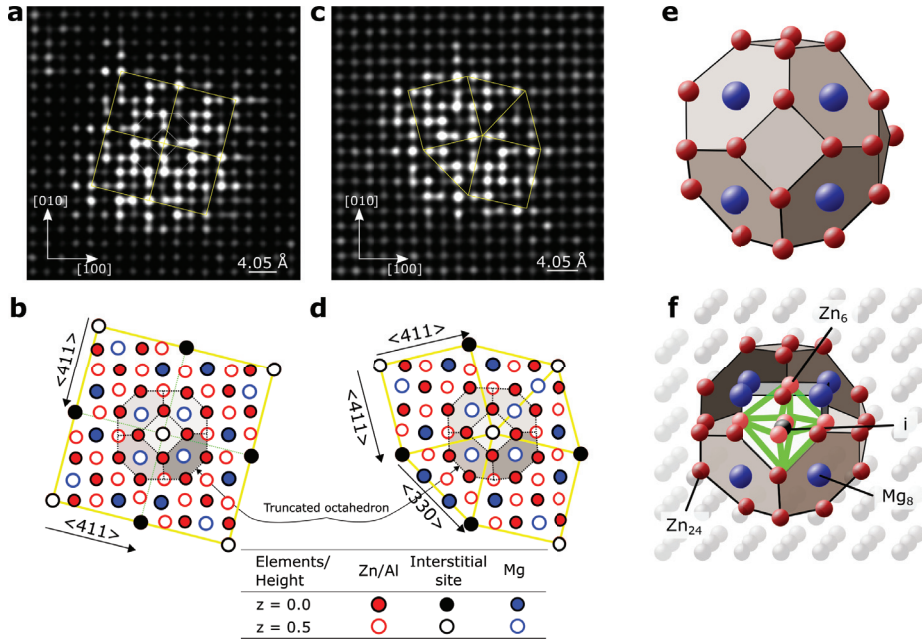 a
[010]
[100]
4.05 Å
c
[010]
[100]
4.05 Å
e
b
<411>
<411>
d
<411>
<411>
<330>
Truncated octahedron
f
Zn6
i
Mg8
Zn24
Elements/ Height Zn/Al Interstitial site Mg
z = 0.0
z = 0.5